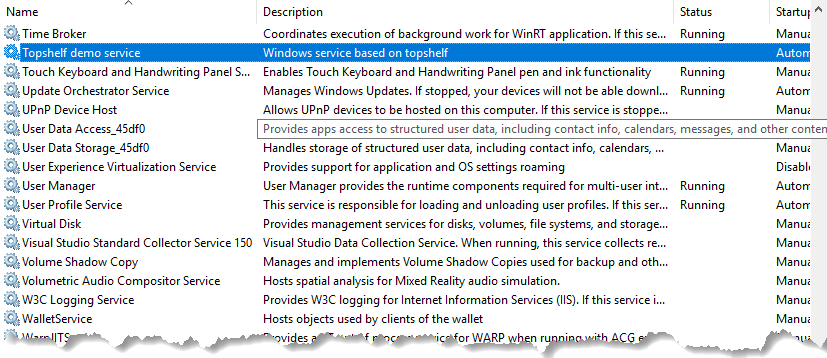 Name Description Status Startu
Time Broker Coordinates execution of background work for WinRT application. If this se... Running Manua
Topshelf demo service Windows service based on topshelf Autom
Touch Keyboard and Handwriting Panel S... Enables Touch Keyboard and Handwriting Panel pen and ink functionality Running Manua
Update Orchestrator Service Manages Windows Updates. If stopped, your devices will not be able downl... Running Manua
UPnP Device Host Allows UPnP devices to be hosted on this computer. If this service is stoppe... Manua
User Data Access_45df0 Provides apps access to structured user data, including contact info, calendars, messages, and other conten
User Data Storage_45df0 Handles storage of structured user data, including contact info, calendars, ... Manua
User Experience Virtualization Service Provides support for application and OS settings roaming Disable
User Manager User Manager provides the runtime components required for multi-user int... Running Autom
User Profile Service This service is responsible for loading and unloading user profiles. If this ser... Running Autom
Virtual Disk Provides management services for disks, volumes, file systems, and storage... Manua
Visual Studio Standard Collector Service 150 Visual Studio Data Collection Service. When running, this service collects re... Manua
Volume Shadow Copy Manages and implements Volume Shadow Copies used for backup and oth... Manua
Volumetric Audio Compositor Service Hosts spatial analysis for Mixed Reality audio simulation. Manua
W3C Logging Service Provides W3C logging for Internet Information Services (IIS). If this service i... Manua
WalletService Hosts objects used by clients of the wallet Manua
for WARP when running with ACG